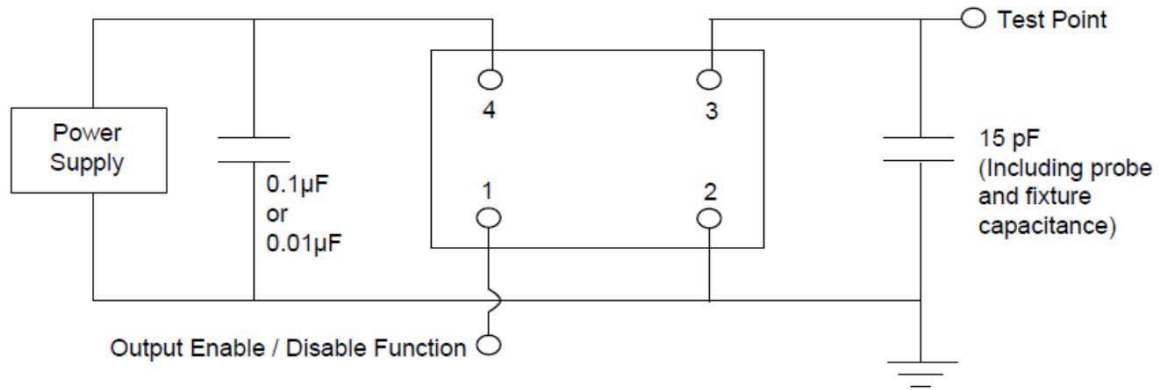 Test Point
4
3
Power
Supply
15 pF
(Including probe
and fixture
capacitance)
0.1µF
or
0.01µF
1
2
Output Enable / Disable Function